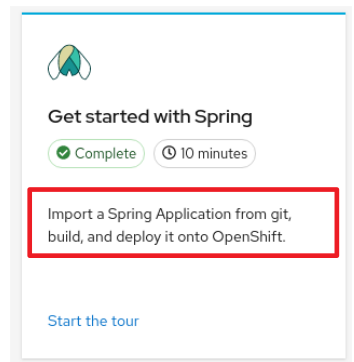 Get started with Spring
Complete 10 minutes
Import a Spring Application from git,
build, and deploy it onto OpenShift.
Start the tour